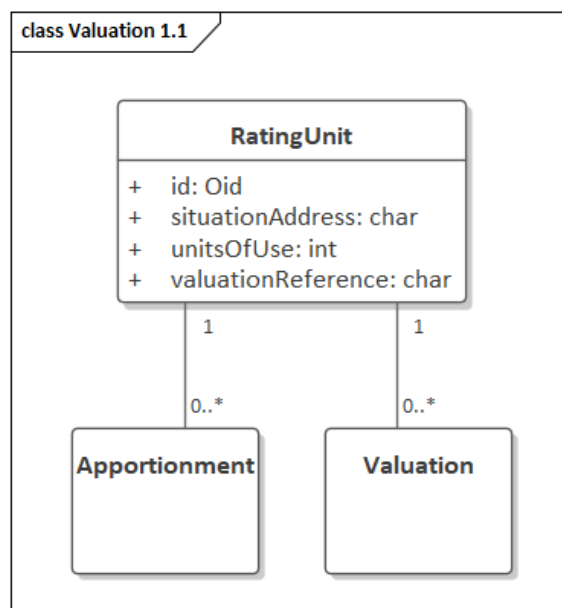 class Valuation 1.1
RatingUnit
+ id: Oid
+ situationAddress: char
+ unitsOfUse: int
+ valuationReference: char
1 1
0..* 0..*
Apportionment Valuation